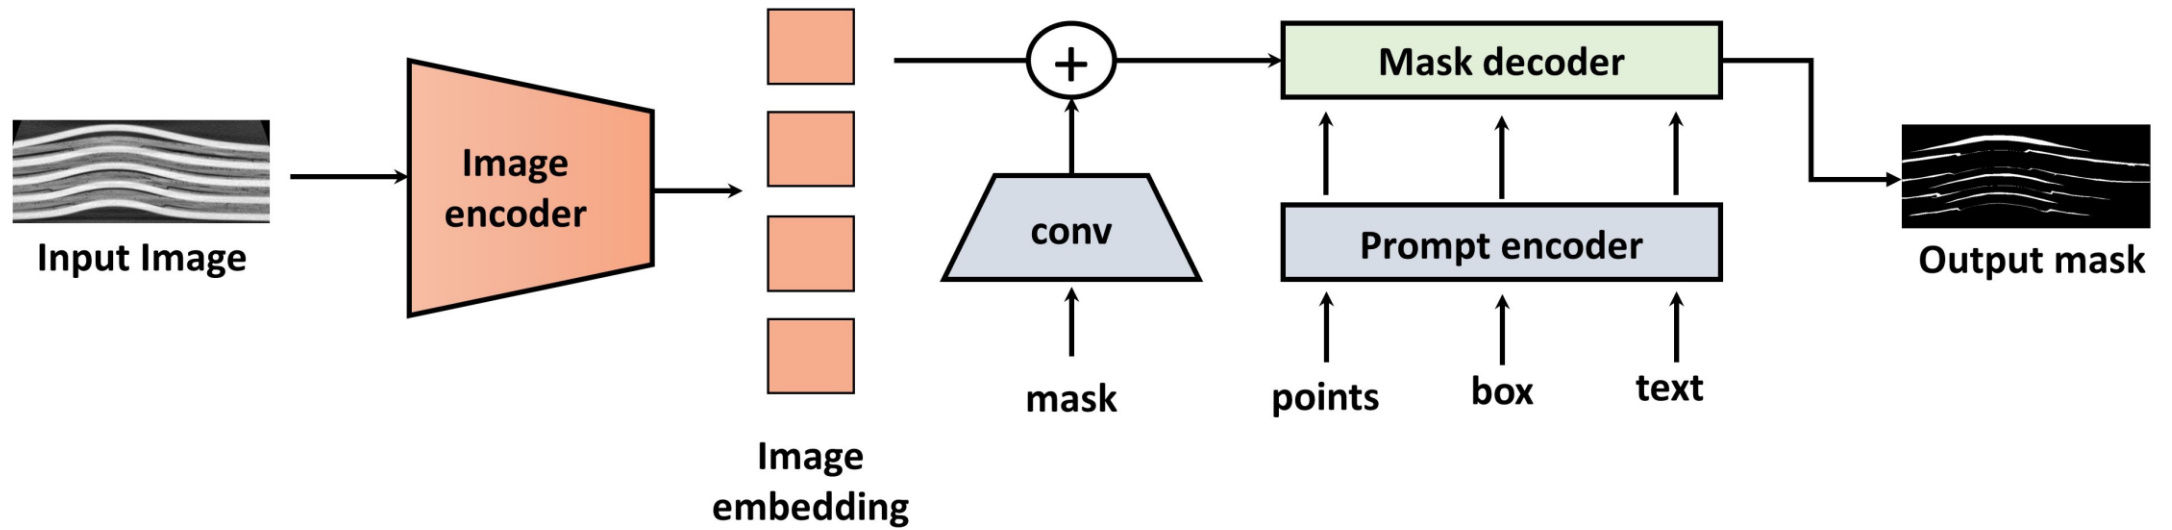 Input Image
Image
encoder
Image
embedding
+
conv
mask
Mask decoder
Prompt encoder
points
box
text
Output mask